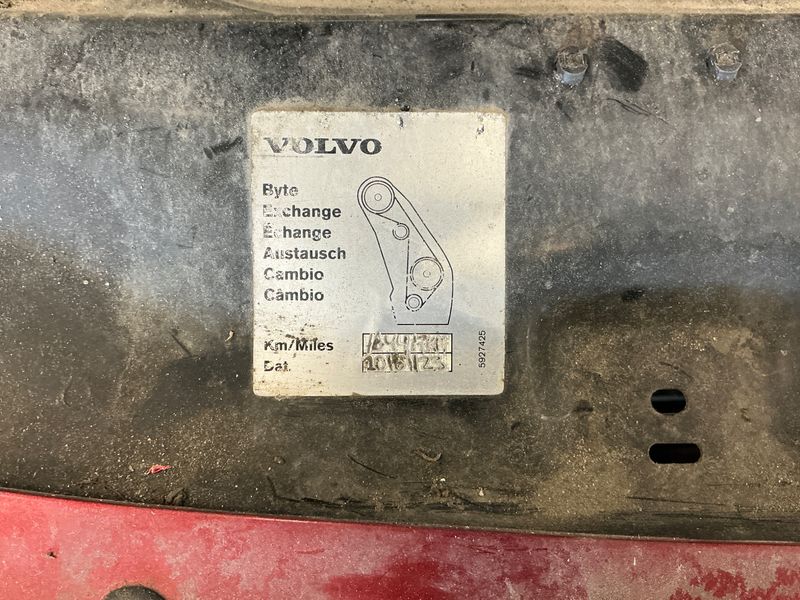 VOLVO
Byte
Exchange
Échange
Austausch
Cambio
Câmbio
Km/Miles
Dat.
5927425